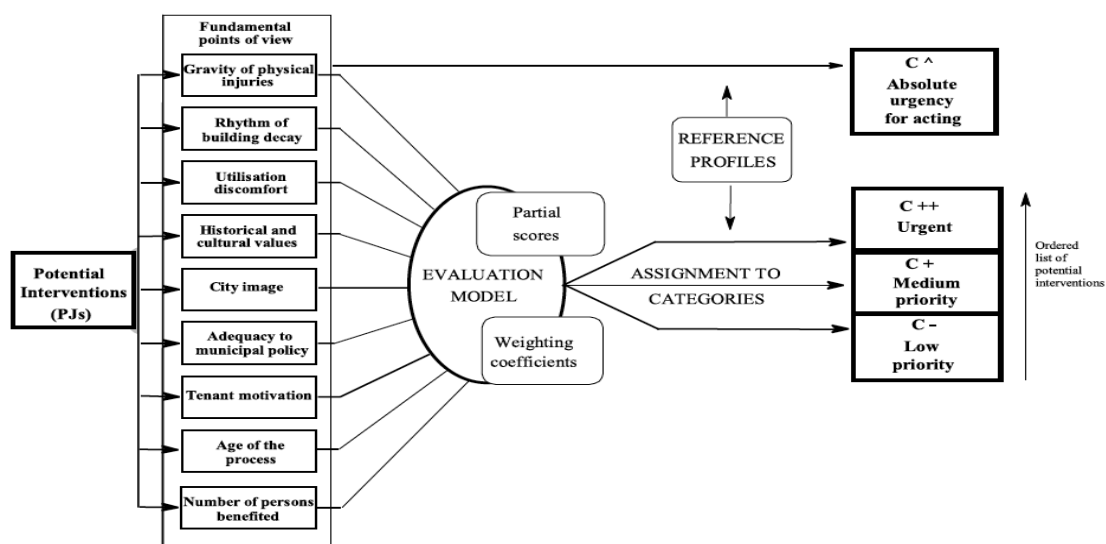 Fundamental
points of view
Gravity of physical
injuries
Rhythm of
building decay
Utilisation
discomfort
Historical and
cultural values
City image
Adequacy to
municipal policy
Tenant motivation
Age of the
process
Number of persons
benefited
Potential
Interventions
(PJs)
EVALUATION
MODEL
Partial
scores
Weighting
coefficients
REFERENCE
PROFILES
ASSIGNMENT TO
CATEGORIES
C ^
Absolute
urgency
for acting
C ++
Urgent
C +
Medium
priority
C -
Low
priority
Ordered
list of
potential
interventions